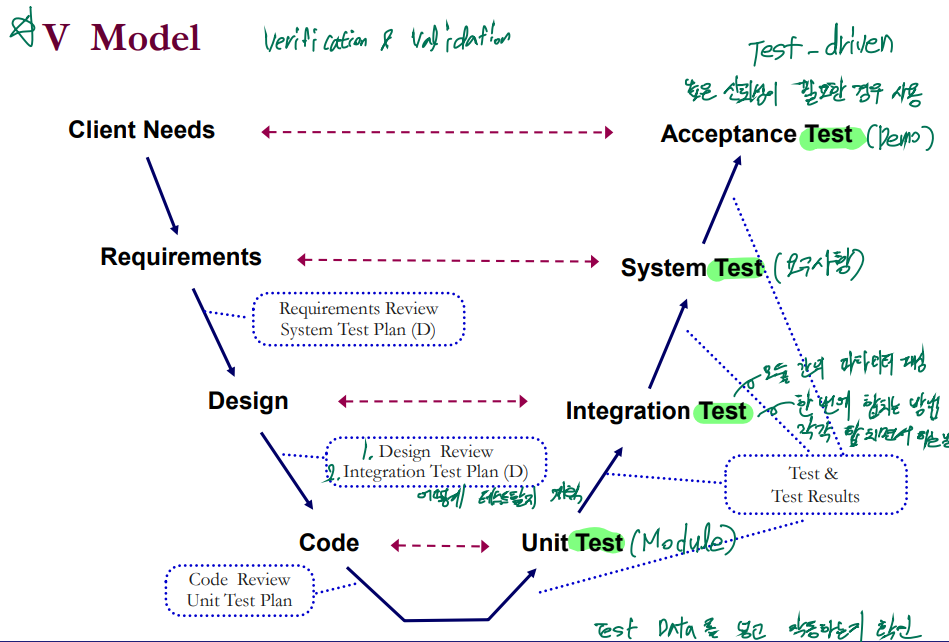 V Model
Verification & Validation
Test-driven
높은 신뢰성이 필요한 경우 사용
Client Needs
Acceptance Test (Demo)
Requirements
System Test (요구사항)
Requirements Review
System Test Plan (D)
모듈 간의 파라미터
Design
Integration Test
한 번에 합치는 방법
각각 합치면서 하는
1. Design Review
2. Integration Test Plan (D)
어떻게 테스트할지 계획
Test &
Test Results
Code
Unit Test (Module)
Code Review
Unit Test Plan
Test Data를 넣고 작동하는지 확인